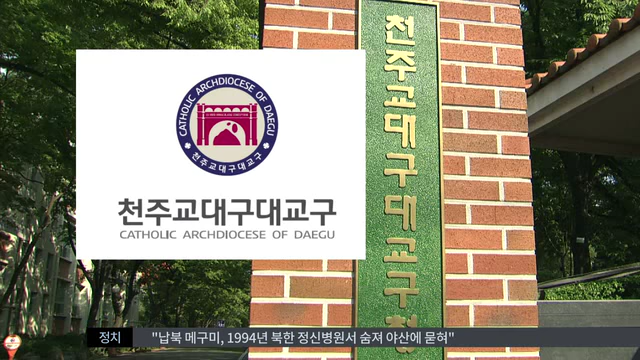 천주교대구대교구청
CATHOLIC ARCHDIOCESE OF DAEGU
천주교대구대교구
천주교대구대교구
CATHOLIC ARCHDIOCESE OF DAEGU
정치 "납북 메구미, 1994년 북한 정신병원서 숨져 야산에 묻혀"